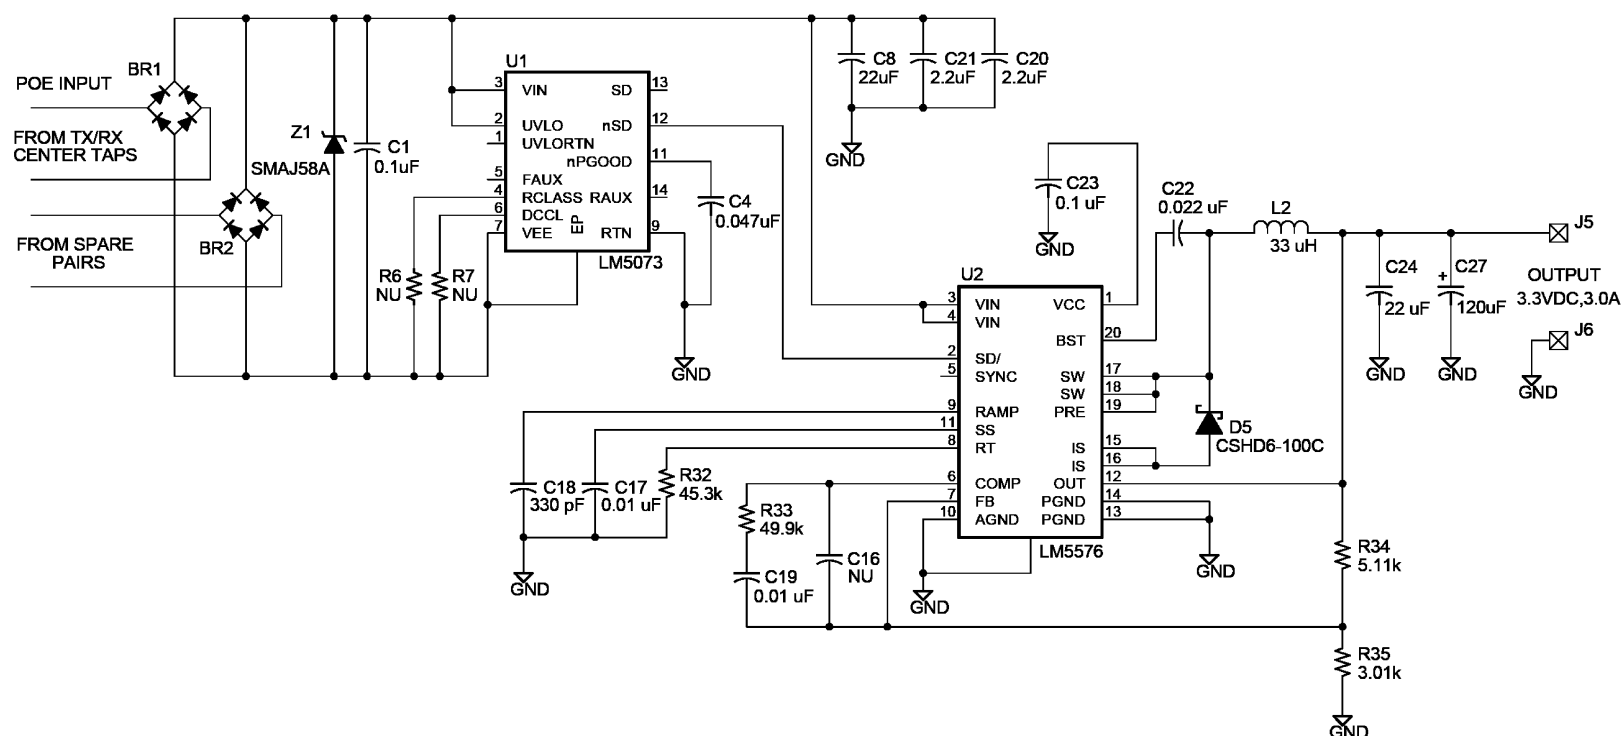 BR1
POE INPUT
FROM TX/RX
CENTER TAPS
BR2
FROM SPARE
PAIRS
Z1
SMAJ58A
C1
0.1uF
R6
NU
R7
NU
U1
3 VIN SD 13
2 UVLO nSD 12
1 UVLORTN
nPGOOD 11
5 FAUX
4 RCLASS RAUX 14
6 DCCL
7 VEE EP RTN 9
LM5073
C4
0.047uF
GND
C8
22uF
C21
2.2uF
C20
2.2uF
GND
C23
0.1 uF
GND
C22
0.022 uF
L2
33 uH
J5
C24
22 uF
GND
+ C27
120uF
GND
OUTPUT
3.3VDC,3.0A
J6
GND
U2
3 VIN VCC 1
4 VIN
BST 20
2 SD/
5 SYNC SW 17
SW 18
9 RAMP PRE 19
11 SS
8 RT IS 15
IS 16
6 COMP OUT 12
7 FB PGND 14
10 AGND PGND 13
LM5576
D5
CSHD6-100C
GND
GND
C18
330 pF
C17
0.01 uF
R32
45.3k
GND
R33
49.9k
C19
0.01 uF
C16
NU
R34
5.11k
R35
3.01k
GND